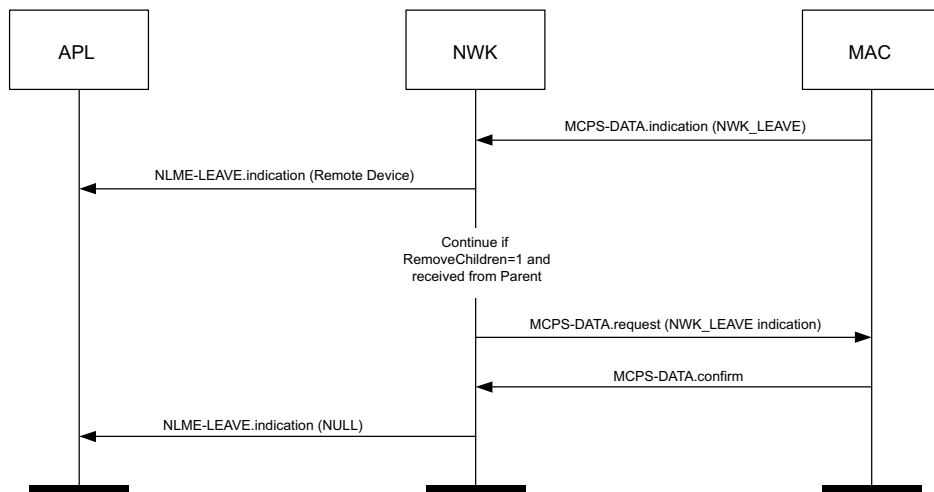 APL
NWK
MAC
MCPS-DATA.indication (NWK_LEAVE)
NLME-LEAVE.indication (Remote Device)
Continue if
RemoveChildren=1 and
received from Parent
MCPS-DATA.request (NWK_LEAVE indication)
MCPS-DATA.confirm
NLME-LEAVE.indication (NULL)